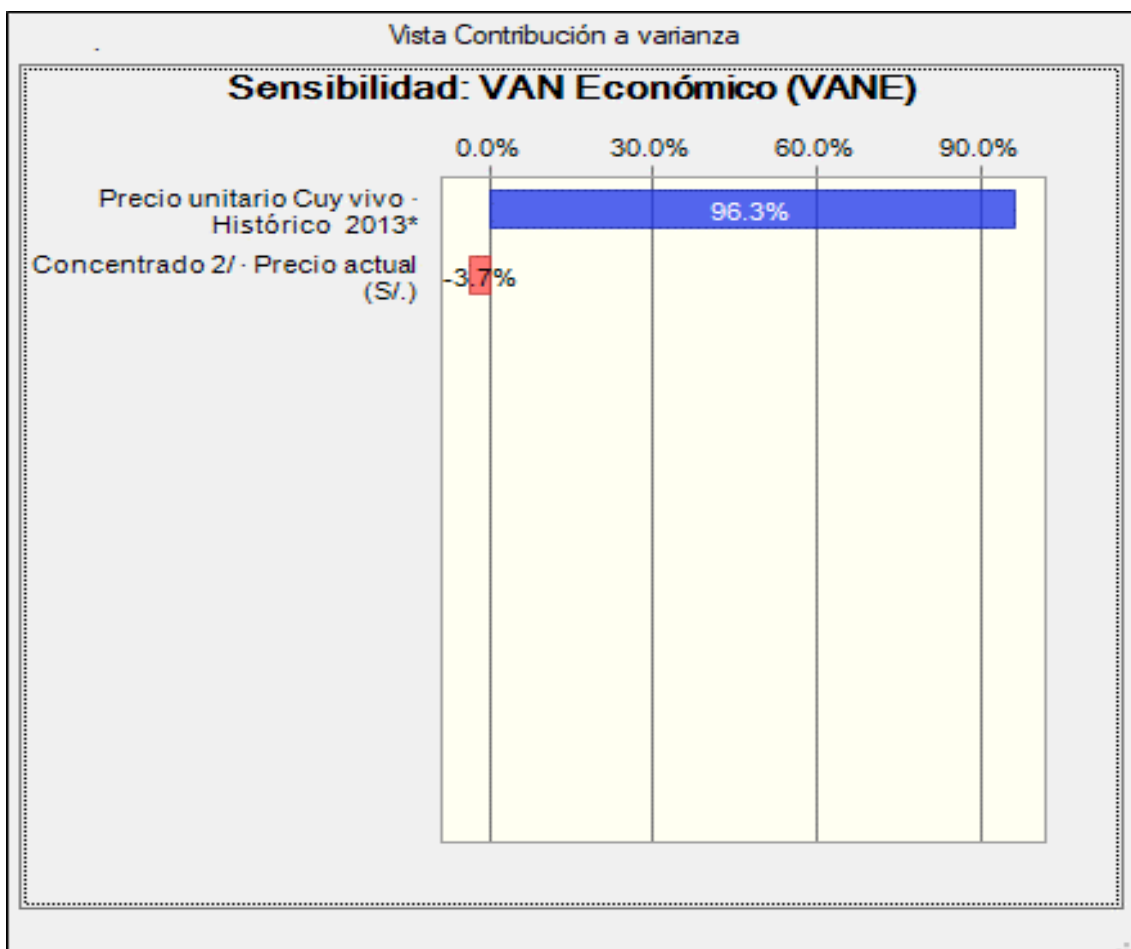 Vista Contribución a varianza
Sensibilidad: VAN Económico (VANE)
0.0% 30.0% 60.0% 90.0%
Precio unitario Cuy vivo -
Histórico 2013*
96.3%
Concentrado 2/ - Precio actual
(S/.)
-3.7%